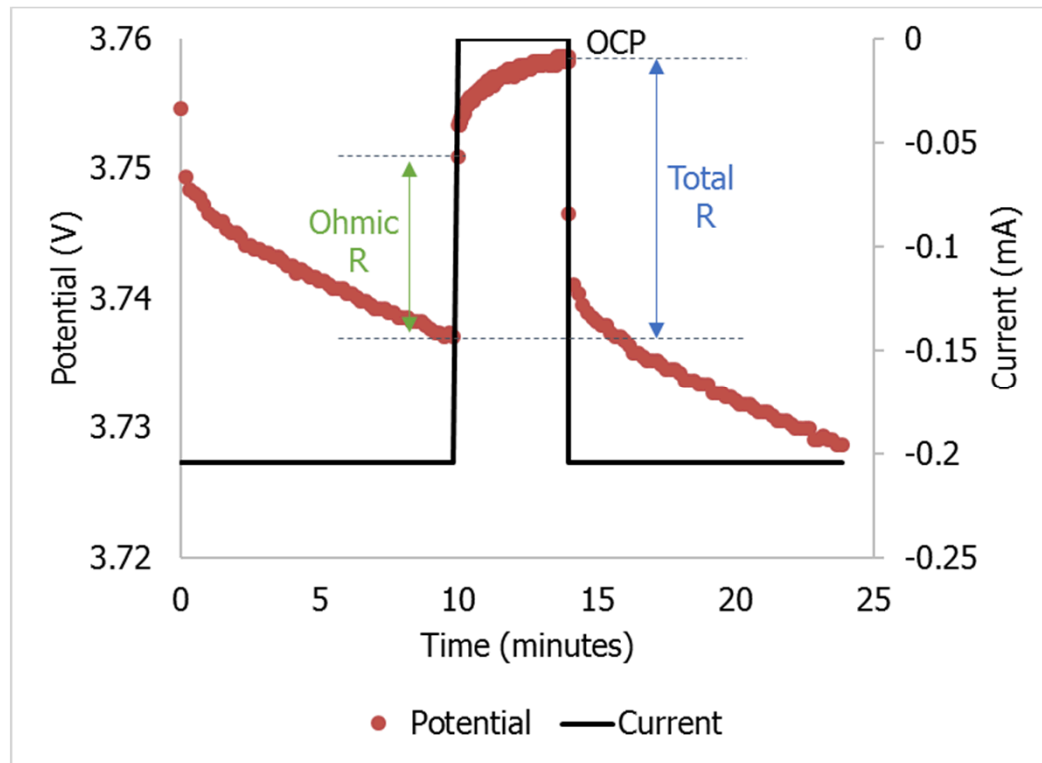 3.76
3.75
3.74
3.73
3.72
Potential (V)
0
5
10
15
20
25
Time (minutes)
0
-0.05
-0.1
-0.15
-0.2
-0.25
Current (mA)
OCP
Ohmic
R
Total
R
Potential
Current